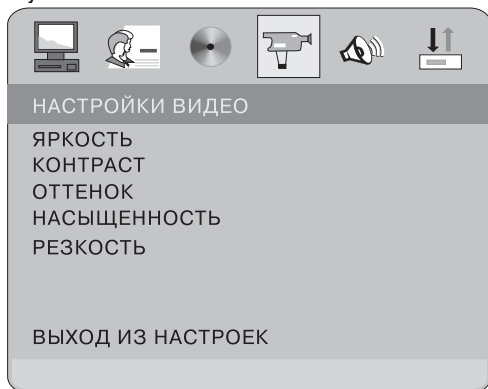 НАСТРОЙКИ ВИДЕО
ЯРКОСТЬ
КОНТРАСТ
ОТТЕНОК
НАСЫЩЕННОСТЬ
РЕЗКОСТЬ
ВЫХОД ИЗ НАСТРОЕК